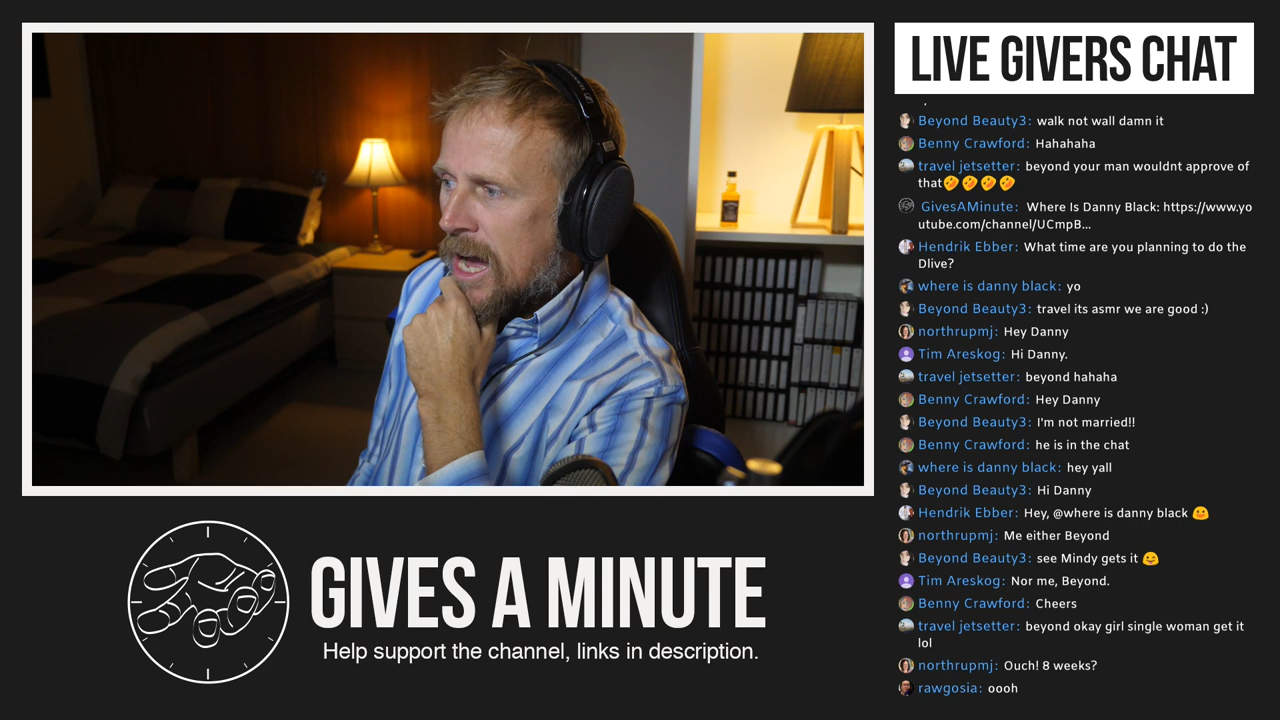 LIVE GIVERS CHAT
Beyond Beauty3: walk not wall damn it
Benny Crawford: Hahahaha
travel jetsetter: beyond your man wouldnt approve of
that🤣🤣🤣🤣
GivesAMinute: Where Is Danny Black: https://www.yo
utube.com/channel/UCmpB...
Hendrik Ebber: What time are you planning to do the
Dlive?
where is danny black: yo
Beyond Beauty3: travel its asmr we are good :)
northrupmj: Hey Danny
Tim Areskog: Hi Danny.
travel jetsetter: beyond hahaha
Benny Crawford: Hey Danny
Beyond Beauty3: I'm not married!!
Benny Crawford: he is in the chat
where is danny black: hey yall
Beyond Beauty3: Hi Danny
Hendrik Ebber: Hey, @where is danny black 🙂
northrupmj: Me either Beyond
Beyond Beauty3: see Mindy gets it 🙂
Tim Areskog: Nor me, Beyond.
Benny Crawford: Cheers
travel jetsetter: beyond okay girl single woman get it
lol
northrupmj: Ouch! 8 weeks?
rawgosia: oooh
GIVES A MINUTE
Help support the channel, links in description.